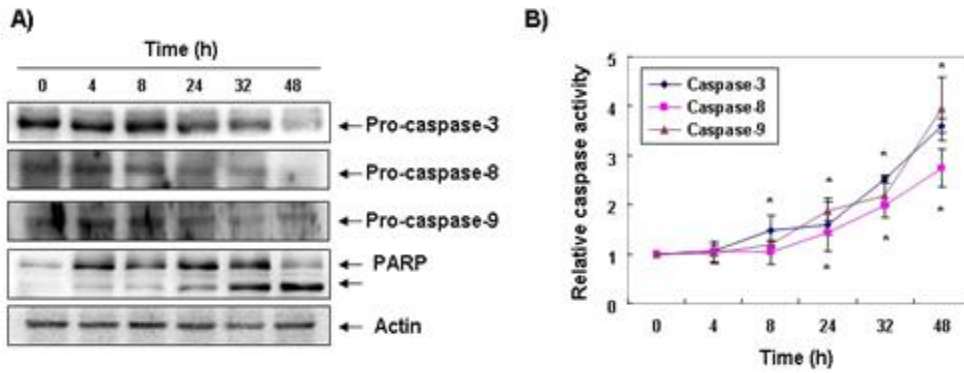 A)
Time (h)
0 4 8 24 32 48
Pro-caspase-3
Pro-caspase-8
Pro-caspase-9
PARP
Actin
B)
Relative caspase activity
5
4
3
2
1
0
Caspase-3
Caspase-8
Caspase-9
* * * * * * *
0 4 8 24 32 48
Time (h)